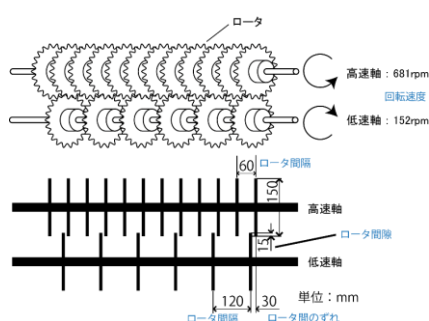 ロータ
高速軸：681rpm
回転速度
低速軸：152rpm
60
ロータ間隔
150
高速軸
15
ロータ間隙
低速軸
120
30
単位：mm
ロータ間隔
ロータ間のずれ